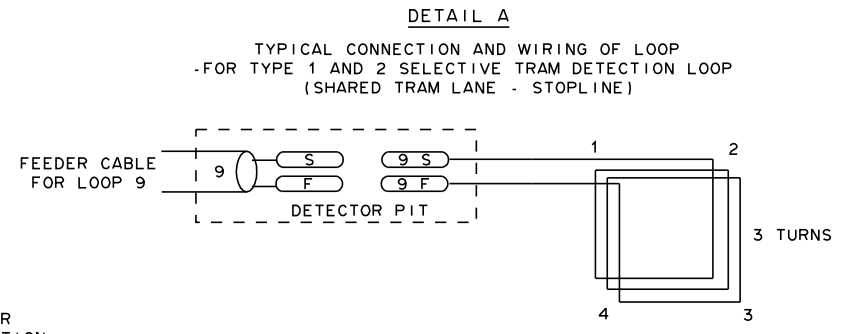 DETAIL A
TYPICAL CONNECTION AND WIRING OF LOOP
-FOR TYPE 1 AND 2 SELECTIVE TRAM DETECTION LOOP
(SHARED TRAM LANE - STOPLINE)
FEEDER CABLE
FOR LOOP 9
9
S
F
9 S
9 F
DETECTOR PIT
1
2
3 TURNS
4
3
R